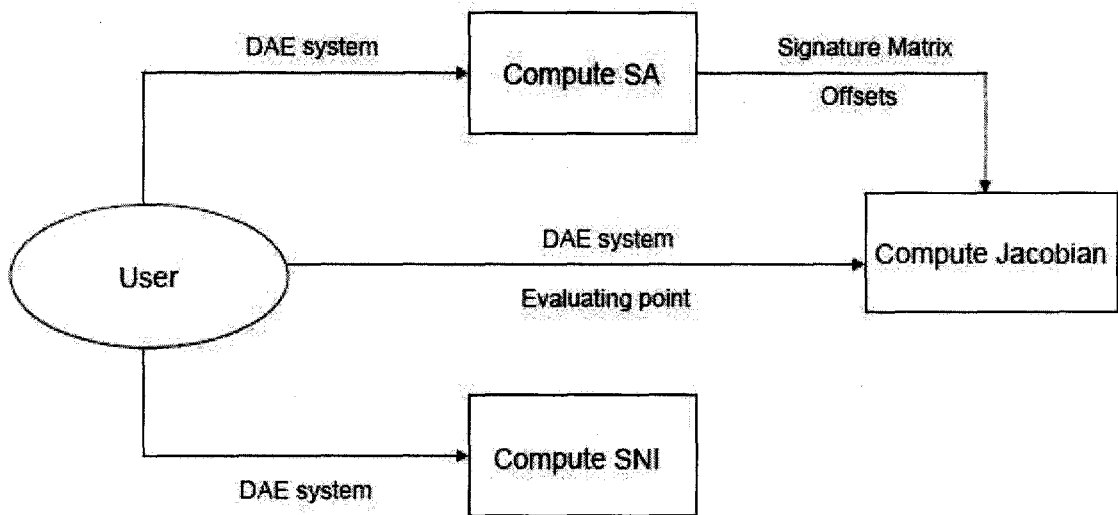 DAE system
Compute SA
Signature Matrix
Offsets
User
DAE system
Evaluating point
Compute Jacobian
Compute SNI
DAE system